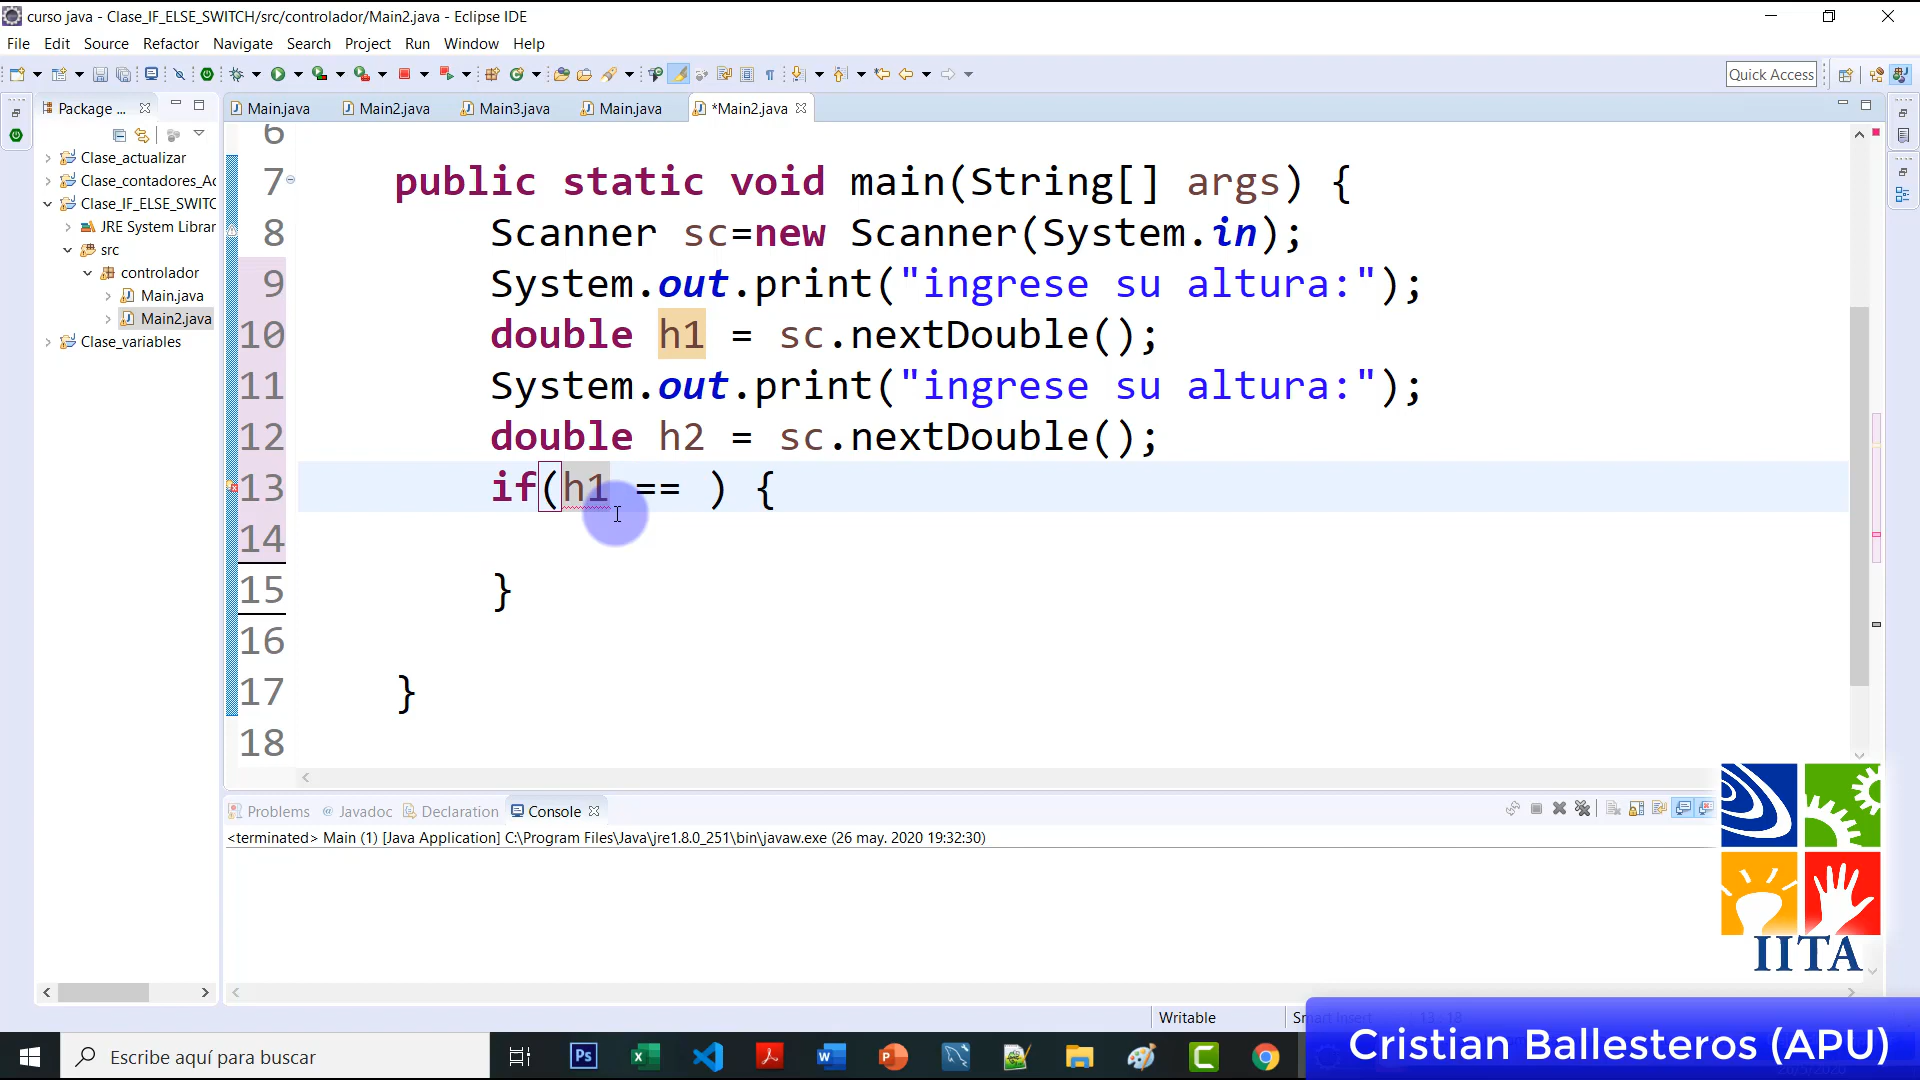 curso java - Clase_IF_ELSE_SWITCH/src/controlador/Main2.java - Eclipse IDE
File Edit Source Refactor Navigate Search Project Run Window Help
Quick Access
Package ...
Main.java Main2.java Main3.java Main.java *Main2.java
Clase_actualizar
Clase_contadores_Ac
Clase_IF_ELSE_SWITC
JRE System Librar
src
controlador
Main.java
Main2.java
Clase_variables
6
7 public static void main(String[] args) {
8 Scanner sc=new Scanner(System.in);
9 System.out.print("ingrese su altura:");
10 double h1 = sc.nextDouble();
11 System.out.print("ingrese su altura:");
12 double h2 = sc.nextDouble();
13 if(h1 == ) {
14
15 }
16
17 }
18
Problems @ Javadoc Declaration Console
<terminated> Main (1) [Java Application] C:\Program Files\Java\jre1.8.0_251\bin\javaw.exe (26 may. 2020 19:32:30)
IITA
Writable
Cristian Ballesteros (APU)
Escribe aquí para buscar